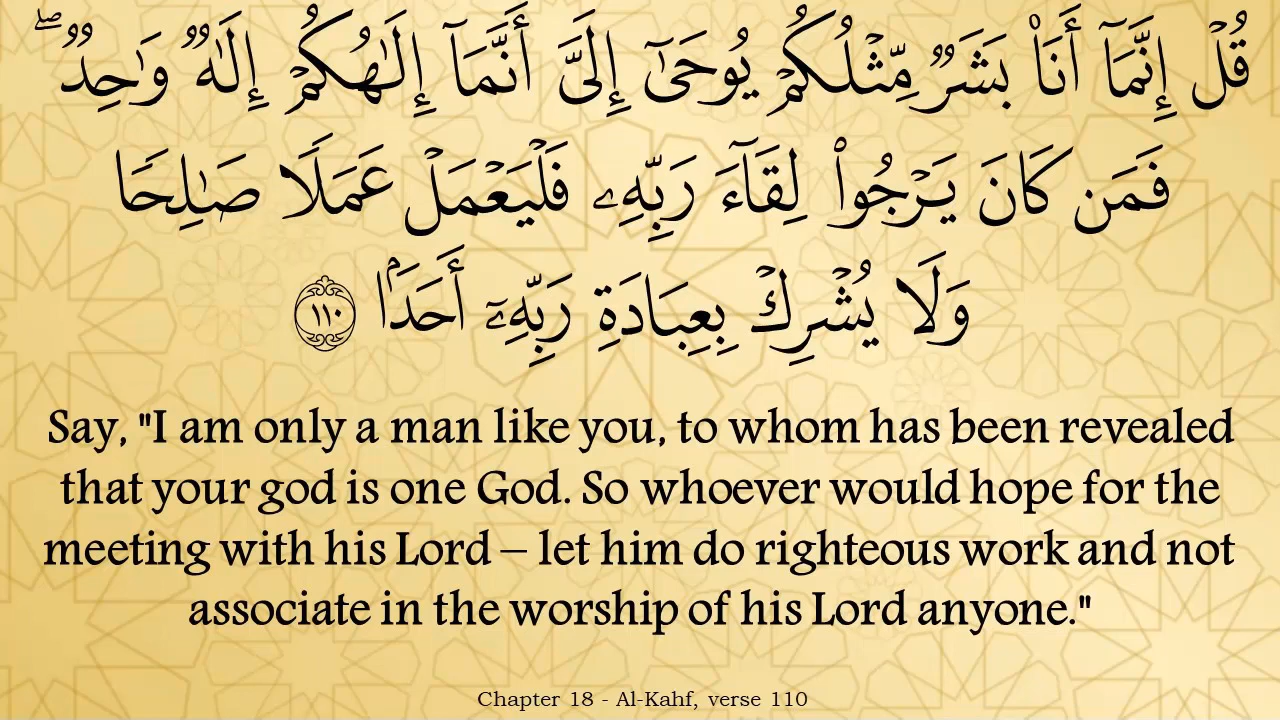 قُلْ إِنَّمَآ أَنَا۠ بَشَرٌۭ مِّثْلُكُمْ يُوحَىٰٓ إِلَىَّ أَنَّمَآ إِلَـٰهُكُمْ إِلَـٰهٌۭ وَٰحِدٌۭ ۖ
فَمَن كَانَ يَرْجُوا۟ لِقَآءَ رَبِّهِۦ فَلْيَعْمَلْ عَمَلًۭا صَـٰلِحًۭا
وَلَا يُشْرِكْ بِعِبَادَةِ رَبِّهِۦٓ أَحَدًۢا ١١٠
Say, "I am only a man like you, to whom has been revealed
that your god is one God. So whoever would hope for the
meeting with his Lord – let him do righteous work and not
associate in the worship of his Lord anyone."
Chapter 18 - Al-Kahf, verse 110